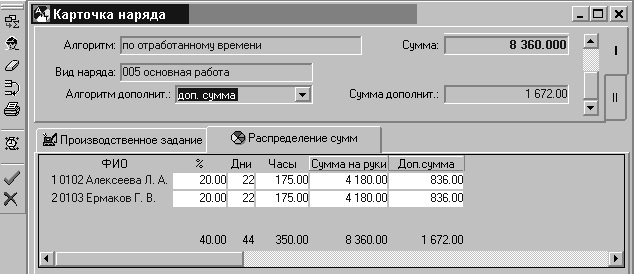 Карточка наряда
Алгоритм: по отработанному времени Сумма: 8 360.000
Вид наряда: 005 основная работа
Алгоритм дополнит.: доп. сумма Сумма дополнит.: 1 672.00
I
II
Производственное задание Распределение сумм
ФИО % Дни Часы Сумма на руки Доп.сумма
1 0102 Алексеева Л. А. 20.00 22 175.00 4 180.00 836.00
2 0103 Ермаков Г. В. 20.00 22 175.00 4 180.00 836.00
40.00 44 350.00 8 360.00 1 672.00